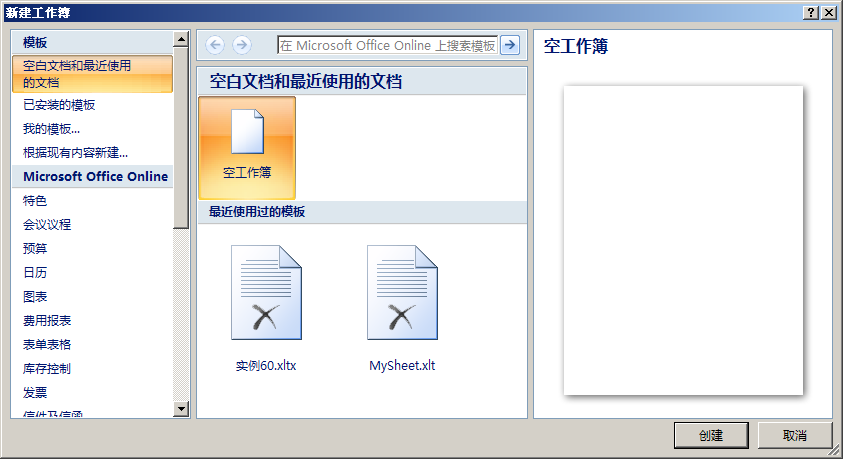 新建工作簿
模板
空白文档和最近使用
的文档
已安装的模板
我的模板...
根据现有内容新建...
Microsoft Office Online
特色
会议议程
预算
日历
图表
费用报表
表单表格
库存控制
发票
信件及信函
在 Microsoft Office Online 上搜索模板
空白文档和最近使用的文档
空工作簿
最近使用过的模板
实例60.xltx
MySheet.xlt
空工作簿
创建
取消